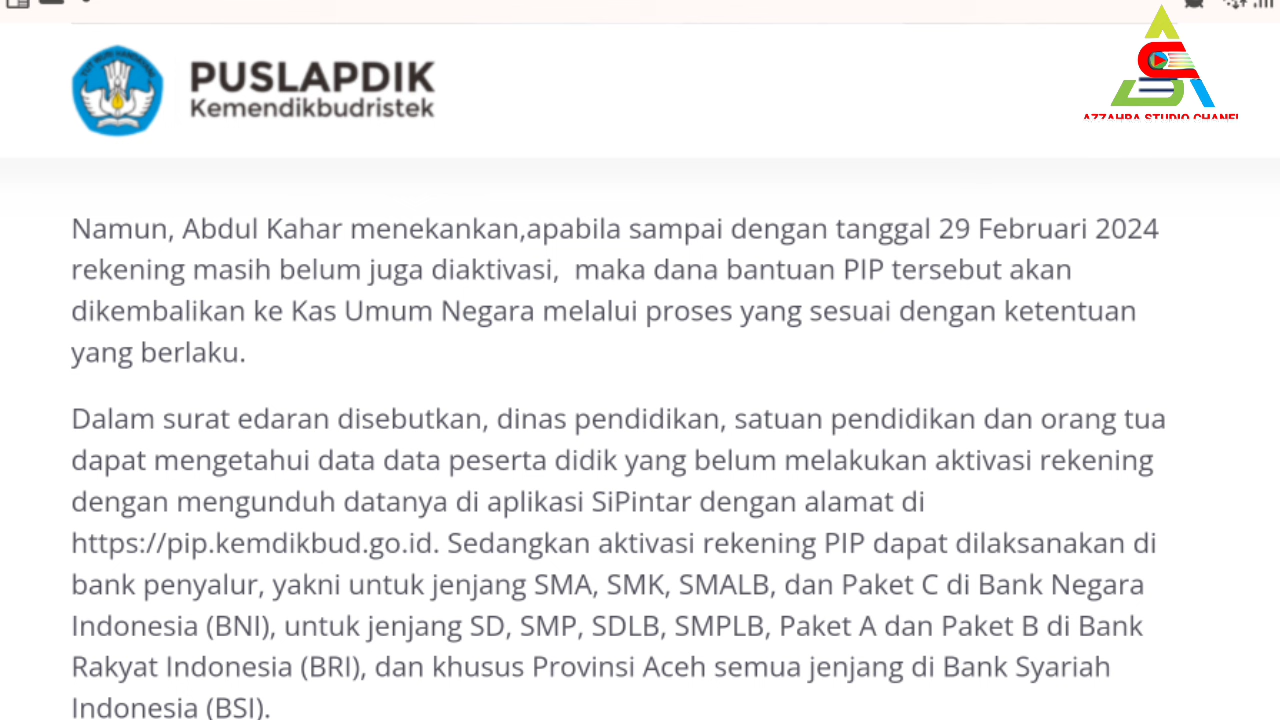 PUSLAPDIK
Kemendikbudristek
AZZAHRA STUDIO CHANEL
Namun, Abdul Kahar menekankan,apabila sampai dengan tanggal 29 Februari 2024
rekening masih belum juga diaktivasi,  maka dana bantuan PIP tersebut akan
dikembalikan ke Kas Umum Negara melalui proses yang sesuai dengan ketentuan
yang berlaku.
Dalam surat edaran disebutkan, dinas pendidikan, satuan pendidikan dan orang tua
dapat mengetahui data data peserta didik yang belum melakukan aktivasi rekening
dengan mengunduh datanya di aplikasi SiPintar dengan alamat di
https://pip.kemdikbud.go.id. Sedangkan aktivasi rekening PIP dapat dilaksanakan di
bank penyalur, yakni untuk jenjang SMA, SMK, SMALB, dan Paket C di Bank Negara
Indonesia (BNI), untuk jenjang SD, SMP, SDLB, SMPLB, Paket A dan Paket B di Bank
Rakyat Indonesia (BRI), dan khusus Provinsi Aceh semua jenjang di Bank Syariah
Indonesia (BSI).